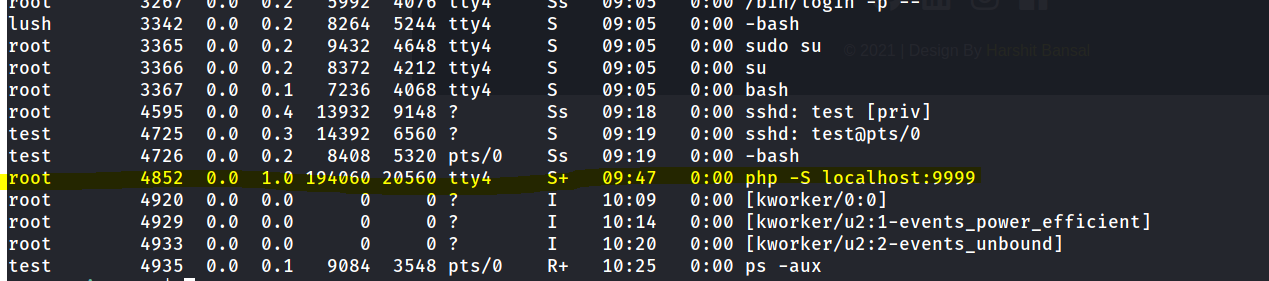 root 3267 0.0 0.2 5992 4076 tty4 Ss 09:05 0:00 /bin/login -p --
lush 3342 0.0 0.2 8264 5244 tty4 S 09:05 0:00 -bash
root 3365 0.0 0.2 9432 4648 tty4 S 09:05 0:00 sudo su
© 2021 | Design By Harshit Bansal
root 3366 0.0 0.2 8372 4212 tty4 S 09:05 0:00 su
root 3367 0.0 0.1 7236 4068 tty4 S 09:05 0:00 bash
root 4595 0.0 0.4 13932 9148 ? Ss 09:18 0:00 sshd: test [priv]
test 4725 0.0 0.3 14392 6560 ? S 09:19 0:00 sshd: test@pts/0
test 4726 0.0 0.2 8408 5320 pts/0 Ss 09:19 0:00 -bash
root 4852 0.0 1.0 194060 20560 tty4 S+ 09:47 0:00 php -S localhost:9999
root 4920 0.0 0.0 0 0 ? I 10:09 0:00 [kworker/0:0]
root 4929 0.0 0.0 0 0 ? I 10:14 0:00 [kworker/u2:1-events_power_efficient]
root 4933 0.0 0.0 0 0 ? I 10:20 0:00 [kworker/u2:2-events_unbound]
test 4935 0.0 0.1 9084 3548 pts/0 R+ 10:25 0:00 ps -aux